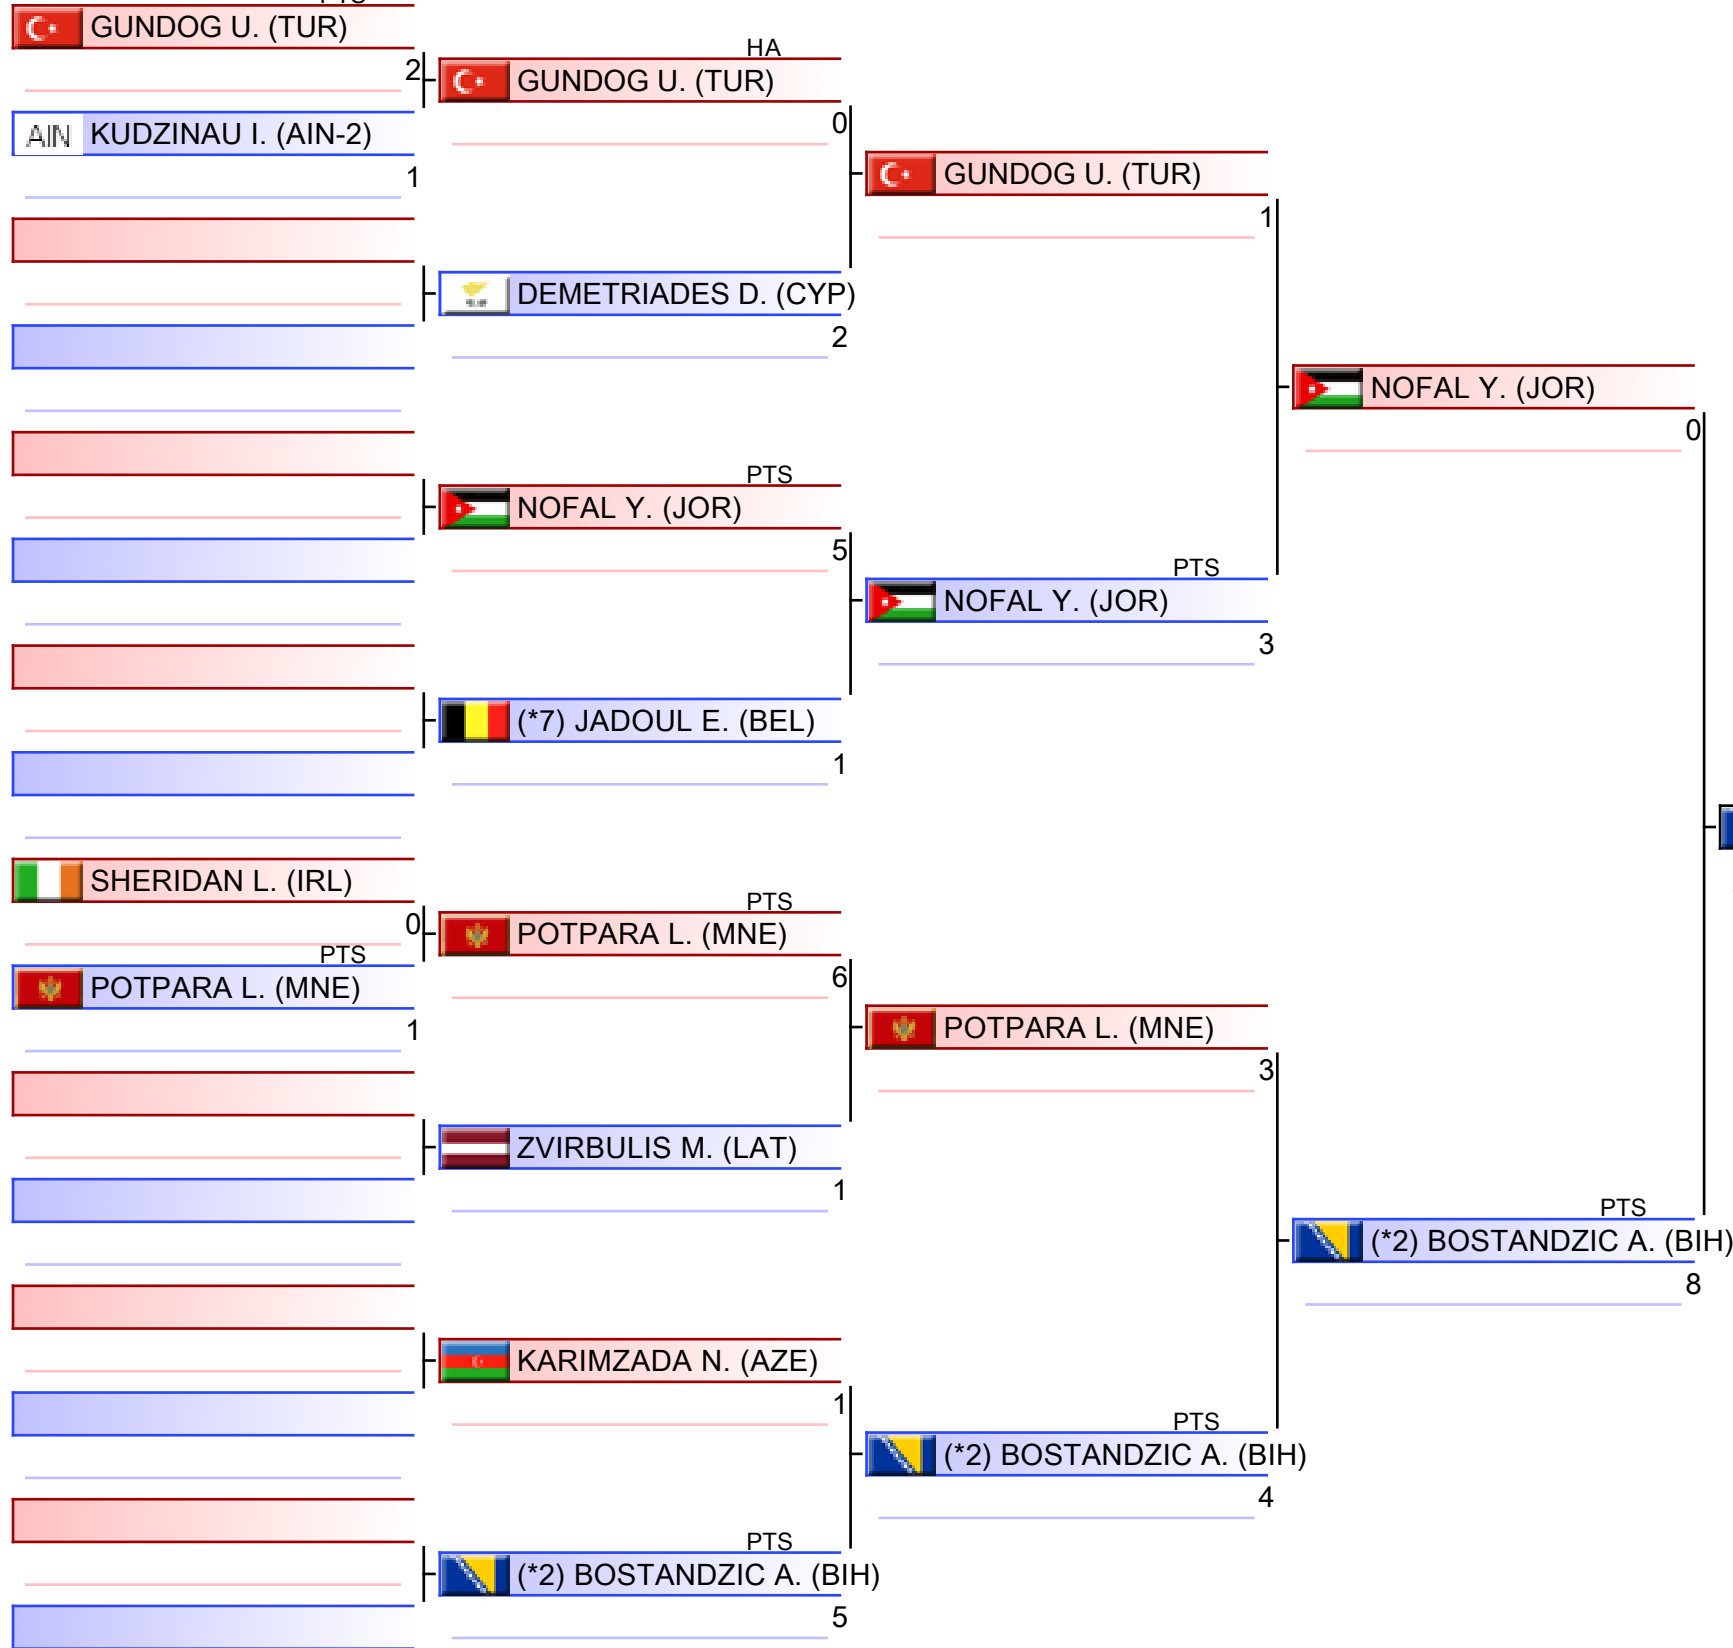 GUNDOG U. (TUR)
2
AIN KUDZINAU I. (AIN-2)
1
SHERIDAN L. (IRL)
0
PTS
POTPARA L. (MNE)
1
HA
GUNDOG U. (TUR)
0
DEMETRIADES D. (CYP)
2
PTS
NOFAL Y. (JOR)
5
(*7) JADOUL E. (BEL)
1
PTS
POTPARA L. (MNE)
6
ZVIRBULIS M. (LAT)
1
KARIMZADA N. (AZE)
1
PTS
(*2) BOSTANDZIC A. (BIH)
5
GUNDOG U. (TUR)
1
PTS
NOFAL Y. (JOR)
3
POTPARA L. (MNE)
3
PTS
(*2) BOSTANDZIC A. (BIH)
4
NOFAL Y. (JOR)
0
PTS
(*2) BOSTANDZIC A. (BIH)
8